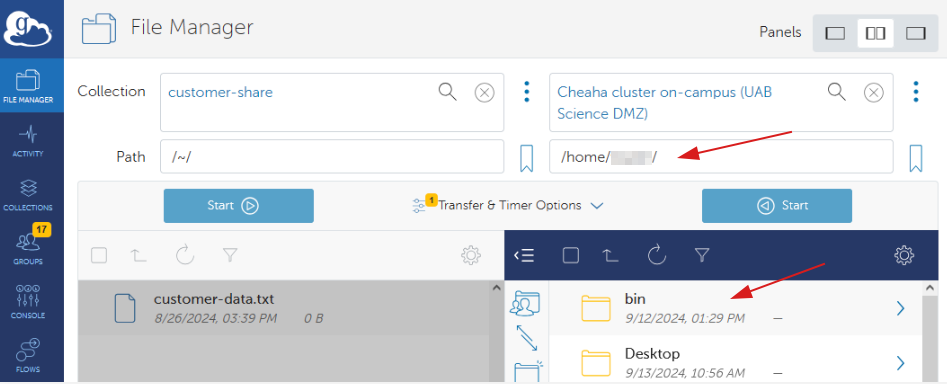 g
File Manager
Panels
FILE MANAGER
Collection
customer-share
Cheaha cluster on-campus (UAB
Science DMZ)
Path
/~/
/home/ /
ACTIVITY
COLLECTIONS
17
GROUPS
CONSOLE
FLOWS
Start
1
Transfer & Timer Options
Start
customer-data.txt
8/26/2024, 03:39 PM 0 B
bin
9/12/2024, 01:29 PM —
Desktop
9/13/2024, 10:56 AM —